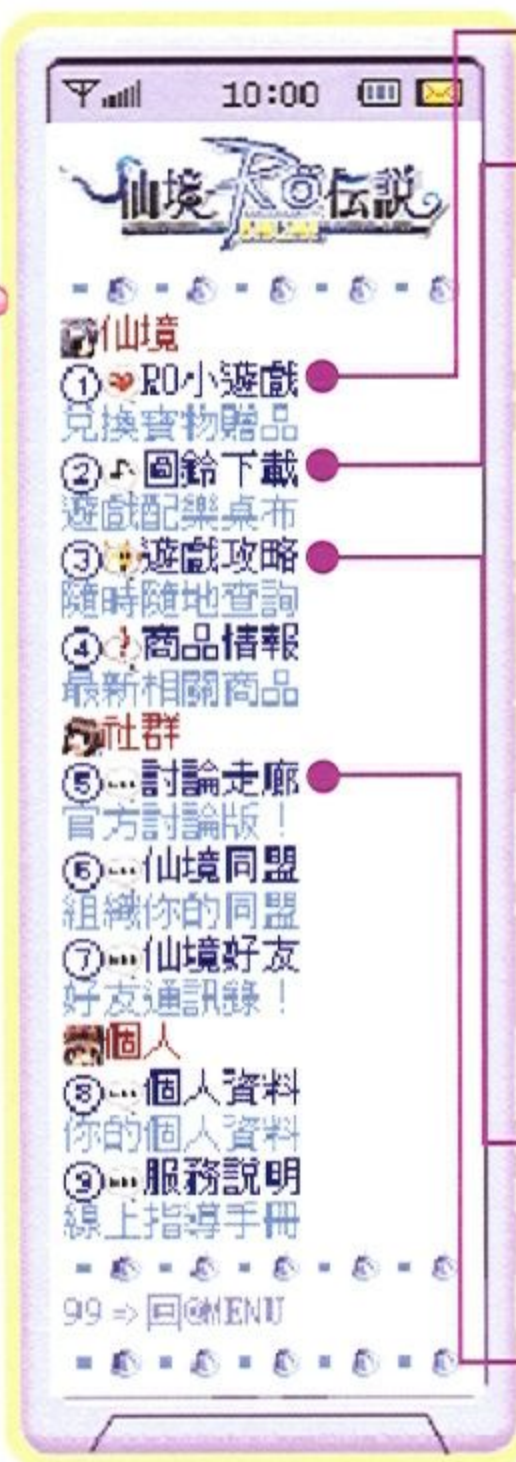 10:00
仙境RO伝説
仙境
① RO小遊戲
兌換寶物贈品
② 圖鈴下載
遊戲配樂桌布
③ 遊戲攻略
隨時隨地查詢
④ 商品情報
最新相關商品
社群
⑤ 討論走廊
官方討論版！
⑥ 仙境同盟
組織你的同盟
⑦ 仙境好友
好友通訊錄！
個人
⑧ 個人資料
你的個人資料
⑨ 服務説明
線上指導手冊
99 => 回@MENU